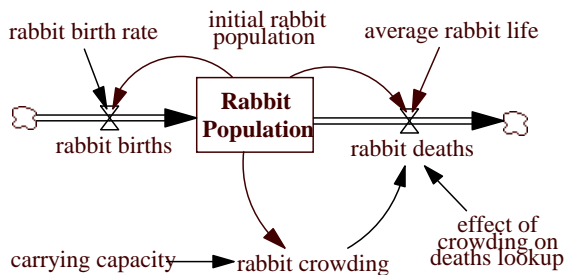 rabbit birth rate
initial rabbit
population
average rabbit life
Rabbit
Population
rabbit births
rabbit deaths
carrying capacity
rabbit crowding
effect of
crowding on
deaths lookup